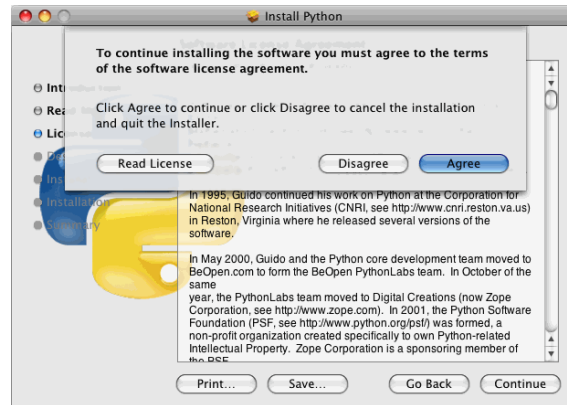 Install Python
To continue installing the software you must agree to the terms
of the software license agreement.
Click Agree to continue or click Disagree to cancel the installation
and quit the Installer.
Read License
Disagree
Agree
Installation
Summary
In 1995, Guido continued his work on Python at the Corporation for
National Research Initiatives (CNRI, see http://www.cnri.reston.va.us)
in Reston, Virginia where he released several versions of the
software.
In May 2000, Guido and the Python core development team moved to
BeOpen.com to form the BeOpen PythonLabs team. In October of the
same
year, the PythonLabs team moved to Digital Creations (now Zope
Corporation, see http://www.zope.com). In 2001, the Python Software
Foundation (PSF, see http://www.python.org/psf/) was formed, a
non-profit organization created specifically to own Python-related
Intellectual Property. Zope Corporation is a sponsoring member of
the PSF
Print...
Save...
Go Back
Continue